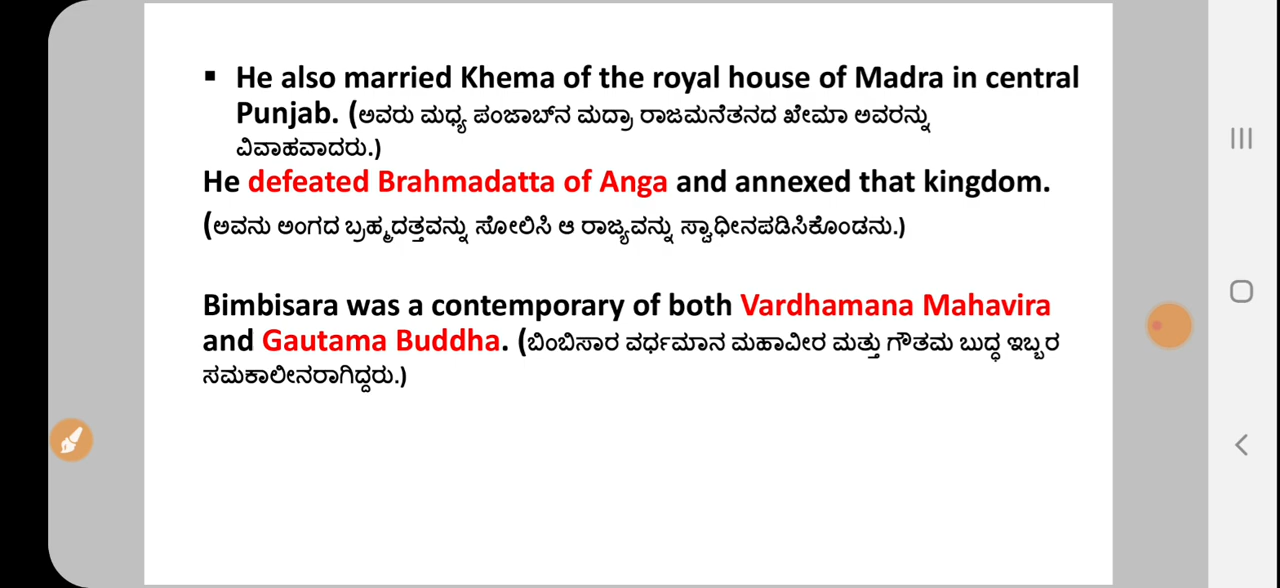 ▪ He also married Khema of the royal house of Madra in central
Punjab. (ಅವರು ಮಧ್ಯ ಪಂಜಾಬ್‌ನ ಮದ್ರಾ ರಾಜಮನೆತನದ ಖೇಮಾ ಅವರನ್ನು
ವಿವಾಹವಾದರು.)
He defeated Brahmadatta of Anga and annexed that kingdom.
(ಅವನು ಅಂಗದ ಬ್ರಹ್ಮದತ್ತವನ್ನು ಸೋಲಿಸಿ ಆ ರಾಜ್ಯವನ್ನು ಸ್ವಾಧೀನಪಡಿಸಿಕೊಂಡನು.)
Bimbisara was a contemporary of both Vardhamana Mahavira
and Gautama Buddha. (ಬಿಂಬಿಸಾರ ವರ್ಧಮಾನ ಮಹಾವೀರ ಮತ್ತು ಗೌತಮ ಬುದ್ಧ ಇಬ್ಬರ
ಸಮಕಾಲೀನರಾಗಿದ್ದರು.)